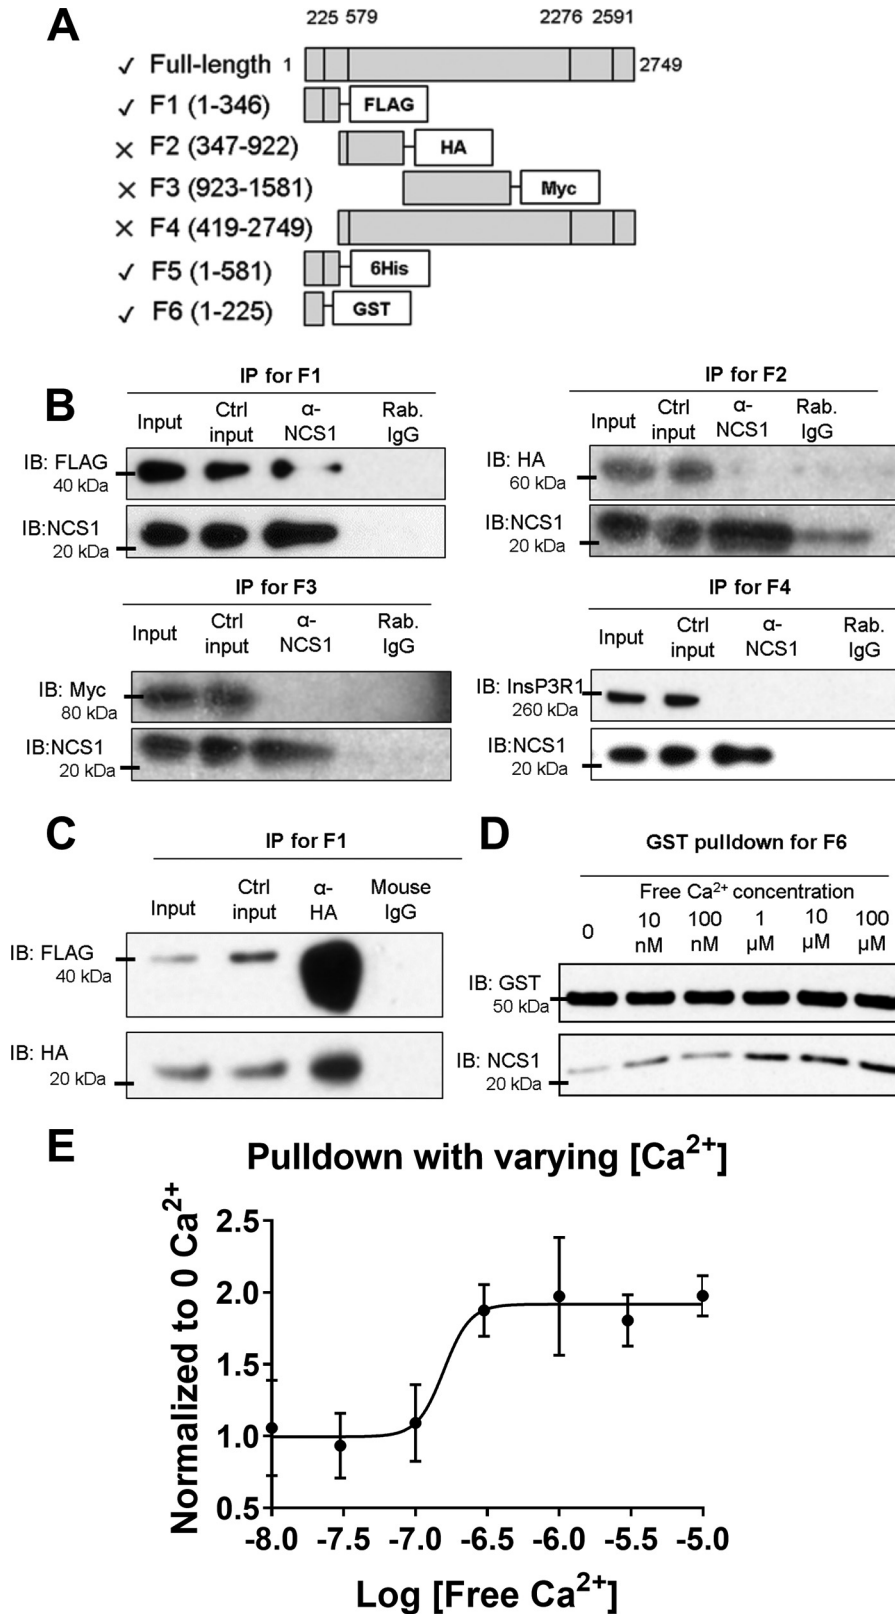 A
225 579 2276 2591
✓ Full-length 1 2749
✓ F1 (1-346) FLAG
✕ F2 (347-922) HA
✕ F3 (923-1581) Myc
✕ F4 (419-2749)
✓ F5 (1-581) 6His
✓ F6 (1-225) GST
B
IP for F1
Input Ctrl input α-NCS1 Rab. IgG
IB: FLAG
40 kDa
IB:NCS1
20 kDa
IP for F2
Input Ctrl input α-NCS1 Rab. IgG
IB: HA
60 kDa
IB:NCS1
20 kDa
IP for F3
Input Ctrl input α-NCS1 Rab. IgG
IB: Myc
80 kDa
IB:NCS1
20 kDa
IP for F4
Input Ctrl input α-NCS1 Rab. IgG
IB: InsP3R1
260 kDa
IB:NCS1
20 kDa
C
IP for F1
Input Ctrl input α-HA Mouse IgG
IB: FLAG
40 kDa
IB: HA
20 kDa
D
GST pulldown for F6
Free Ca²⁺ concentration
0 10 nM 100 nM 1 µM 10 µM 100 µM
IB: GST
50 kDa
IB: NCS1
20 kDa
E
Pulldown with varying [Ca²⁺]
Normalized to 0 Ca²⁺
2.5
2.0
1.5
1.0
0.5
-8.0 -7.5 -7.0 -6.5 -6.0 -5.5 -5.0
Log [Free Ca²⁺]